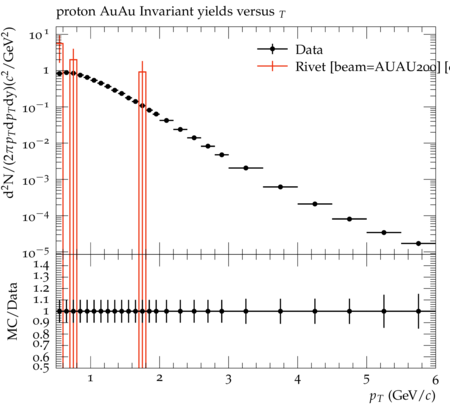 proton AuAu Invariant yields versus T
d²N/(2πpTdpTdy)(c²/GeV²)
Data
Rivet [beam=AUAU200] [
10¹
1
10⁻¹
10⁻²
10⁻³
10⁻⁴
10⁻⁵
MC/Data
1.4
1.3
1.2
1.1
1
0.9
0.8
0.7
0.6
0.5
1 2 3 4 5 6
pT (GeV/c)